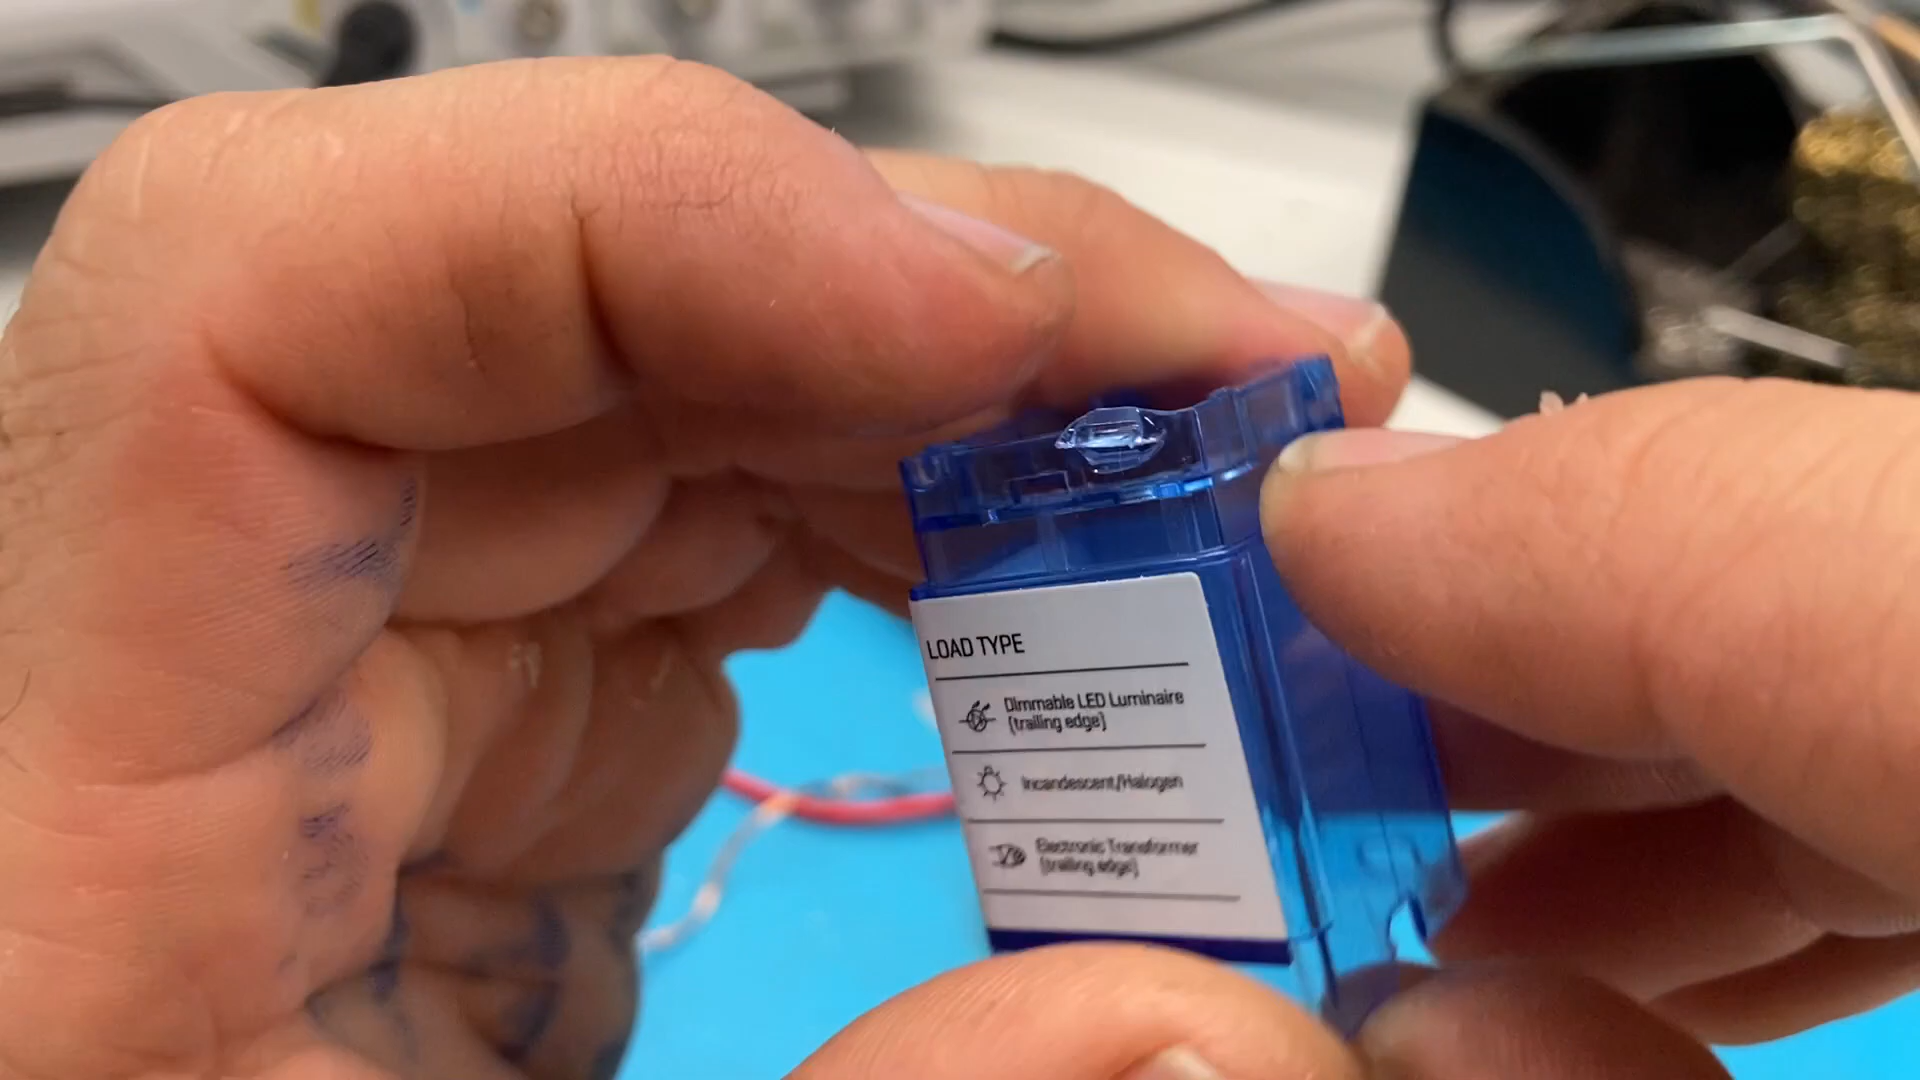 LOAD TYPE
Dimmable LED Luminaire
(trailing edge)
Incandescent/Halogen
Electronic Transformer
(trailing edge)